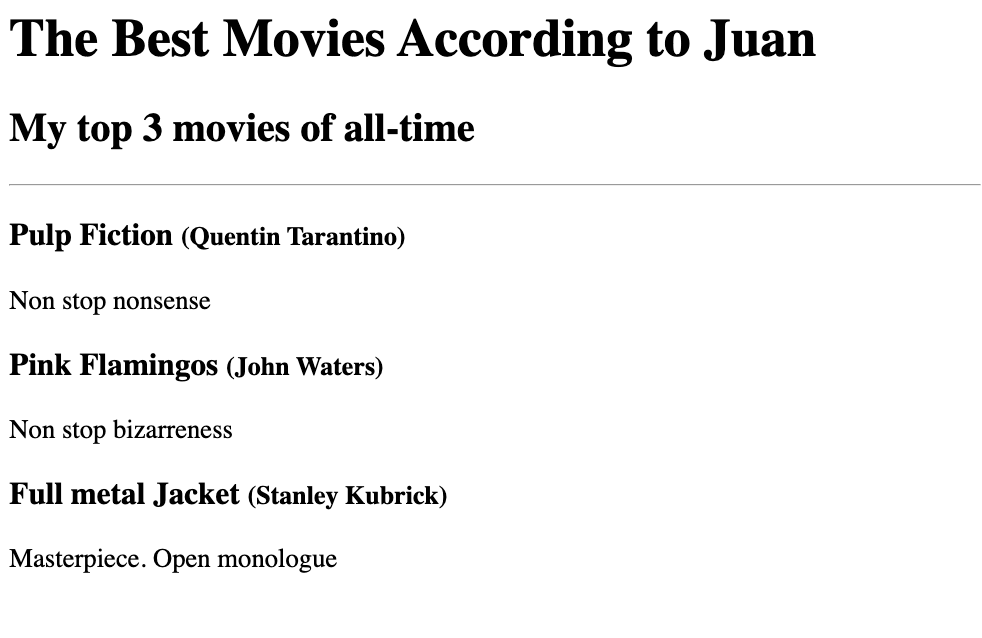 The Best Movies According to Juan
My top 3 movies of all-time
Pulp Fiction (Quentin Tarantino)
Non stop nonsense
Pink Flamingos (John Waters)
Non stop bizarreness
Full metal Jacket (Stanley Kubrick)
Masterpiece. Open monologue